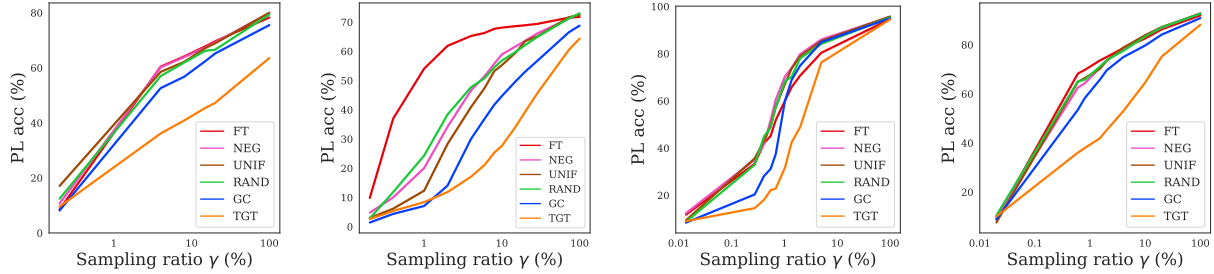 PL acc (%)
80
60
40
20
0
1
10
100
Sampling ratio γ (%)
FT
NEG
UNIF
RAND
GC
TGT
PL acc (%)
70
60
50
40
30
20
10
0
1
10
100
Sampling ratio γ (%)
FT
NEG
UNIF
RAND
GC
TGT
PL acc (%)
100
80
60
40
20
0.01
0.1
1
10
100
Sampling ratio γ (%)
FT
NEG
UNIF
RAND
GC
TGT
PL acc (%)
80
60
40
20
0.01
0.1
1
10
100
Sampling ratio γ (%)
FT
NEG
UNIF
RAND
GC
TGT